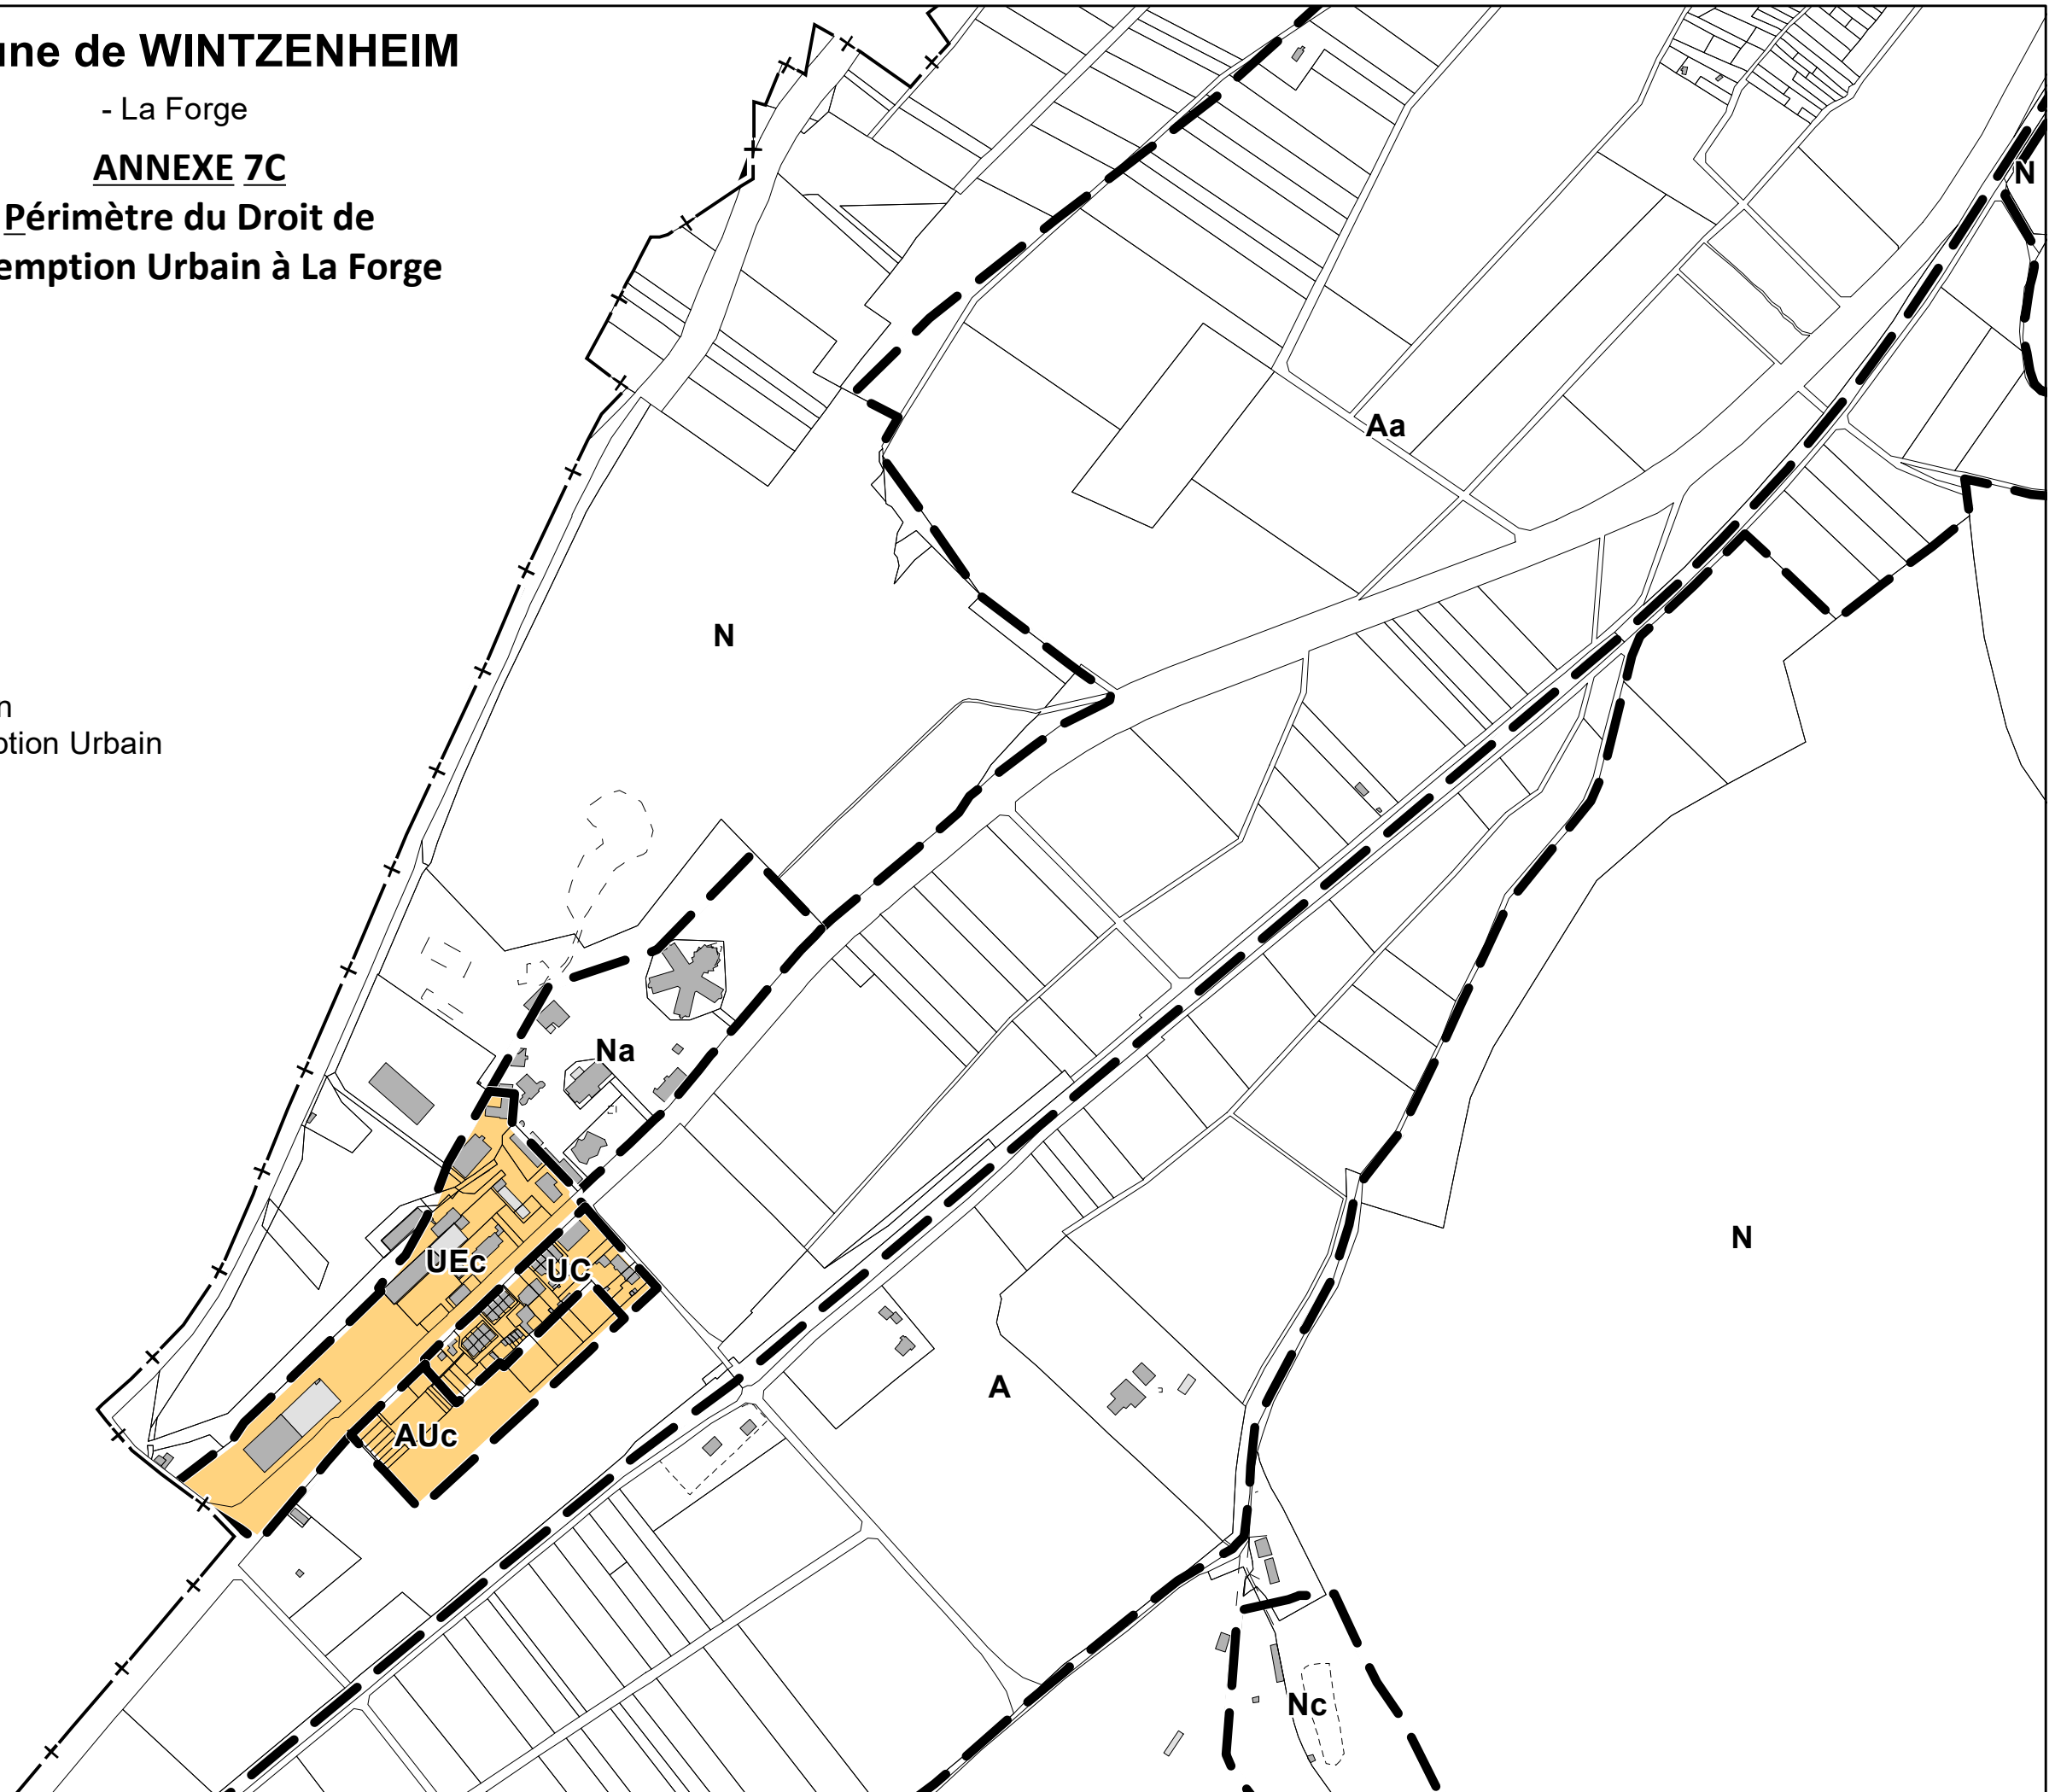 une de WINTZENHEIM
- La Forge
ANNEXE 7C
Périmètre du Droit de
emption Urbain à La Forge
n
ption Urbain
N
Aa
N
Na
UEc
UC
AUc
A
N
Nc